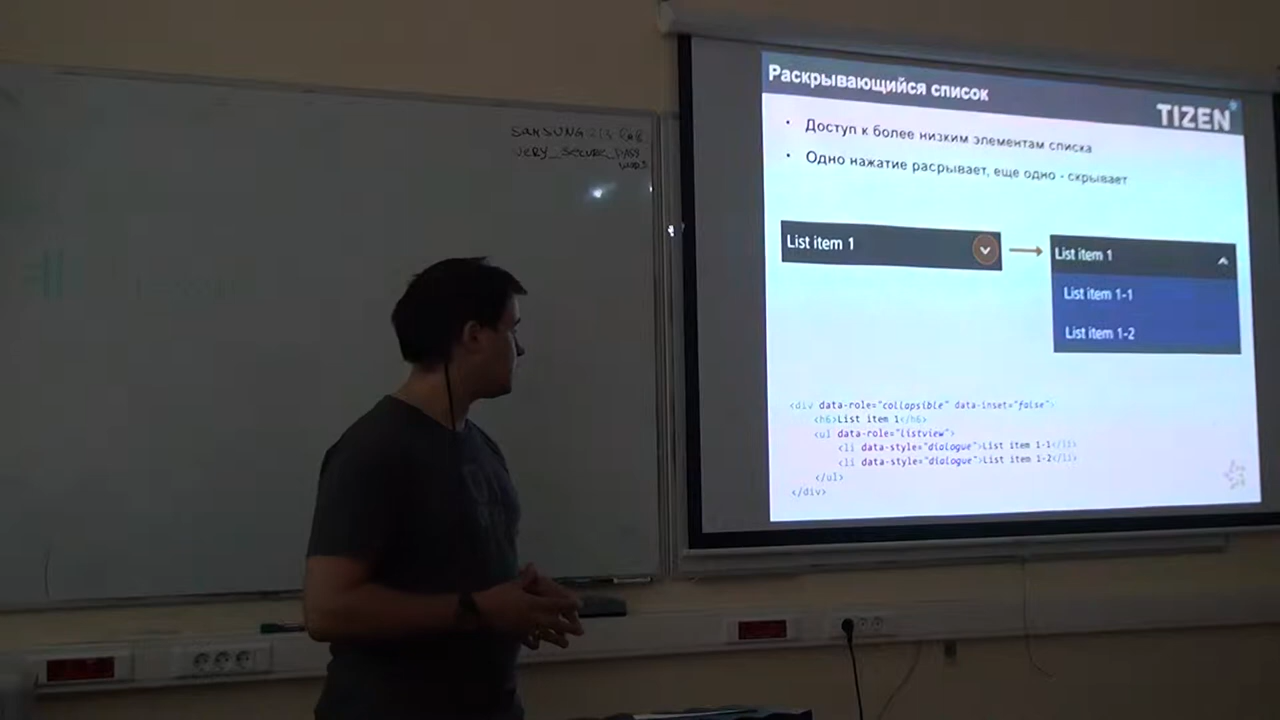 SAMSUNG
very_secure_pass
Раскрывающийся список
TIZEN
• Доступ к более низким элементам списка
• Одно нажатие расрывает, еще одно - скрывает
List item 1
List item 1
List item 1-1
List item 1-2
<div data-role="collapsible" data-inset="false">
<h6>List item 1</h6>
<ul data-role="listview">
<li data-style="dialogue">List item 1-1</li>
<li data-style="dialogue">List item 1-2</li>
</ul>
</div>